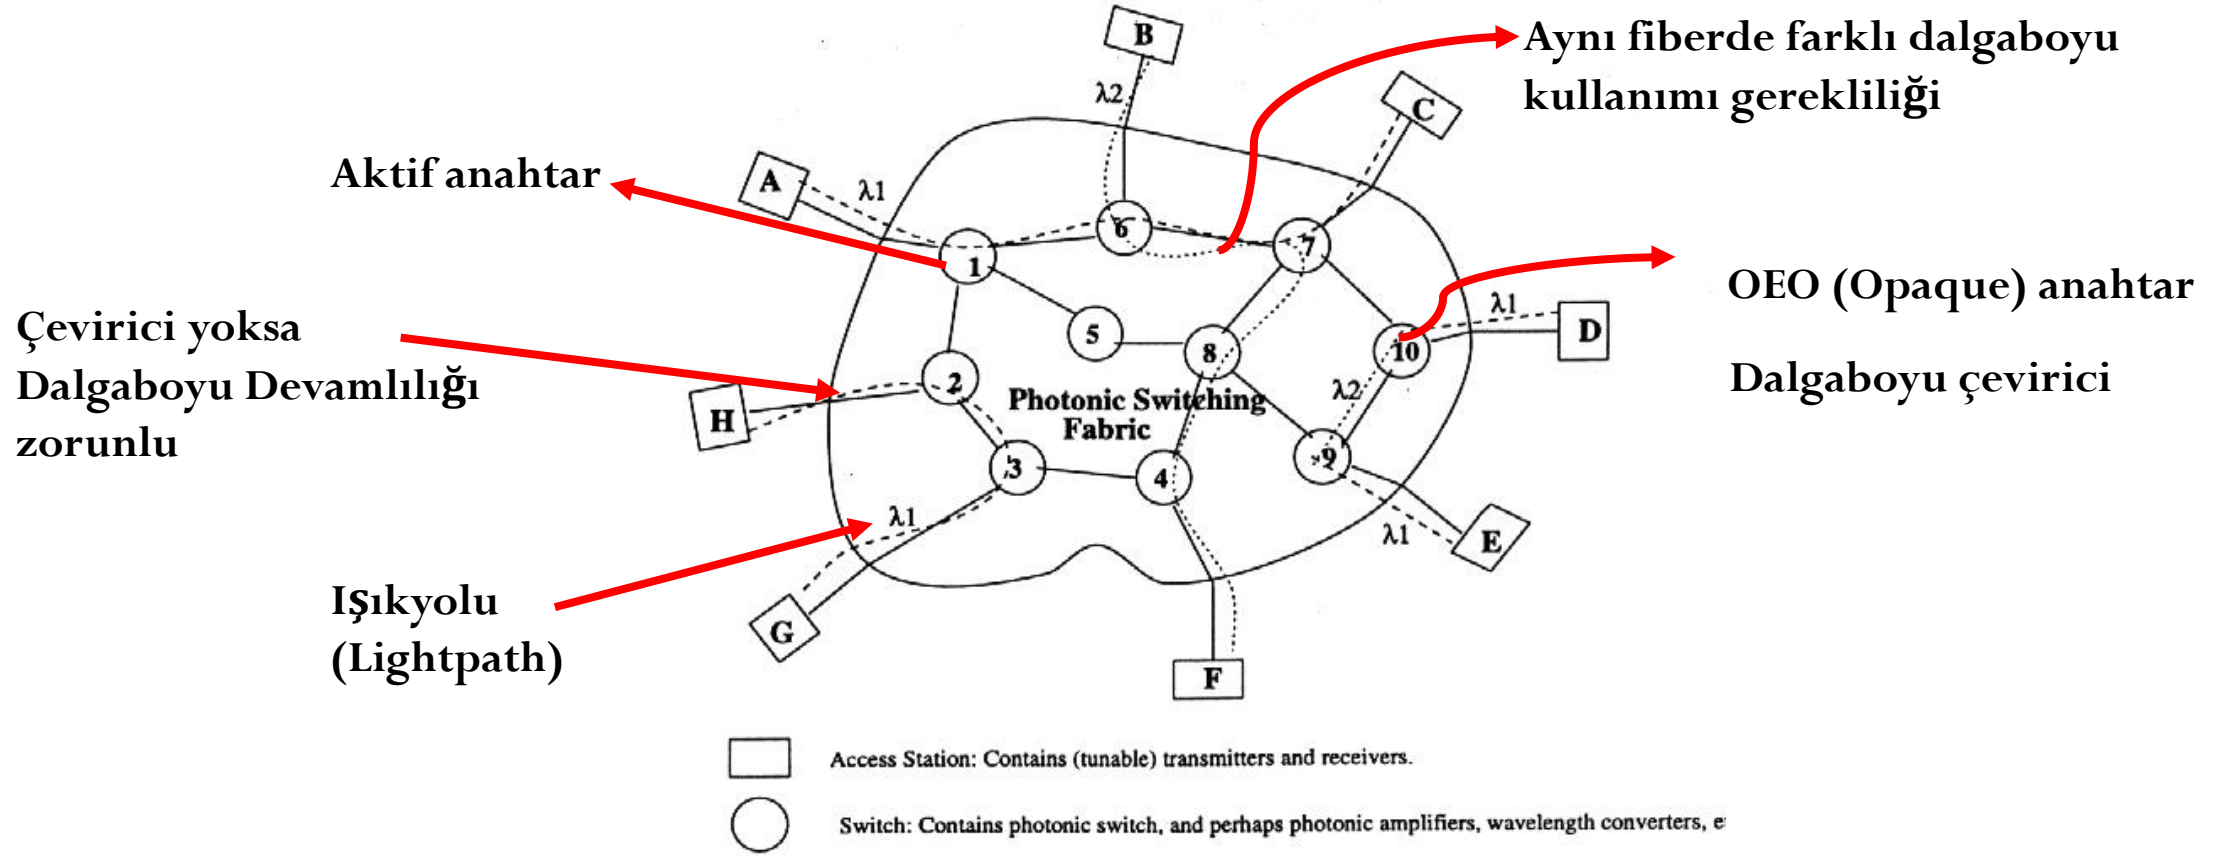 B
Aynı fiberde farklı dalgaboyu
kullanımı gerekliliği
λ2
C
Aktif anahtar
A
λ1
6
7
1
OEO (Opaque) anahtar
λ1
D
Çevirici yoksa
Dalgaboyu Devamlılığı
zorunlu
5
8
10
Dalgaboyu çevirici
2
λ2
H
Photonic Switching
Fabric
3
4
9
λ1
λ1
E
Işıkyolu
(Lightpath)
G
F
Access Station: Contains (tunable) transmitters and receivers.
Switch: Contains photonic switch, and perhaps photonic amplifiers, wavelength converters, e